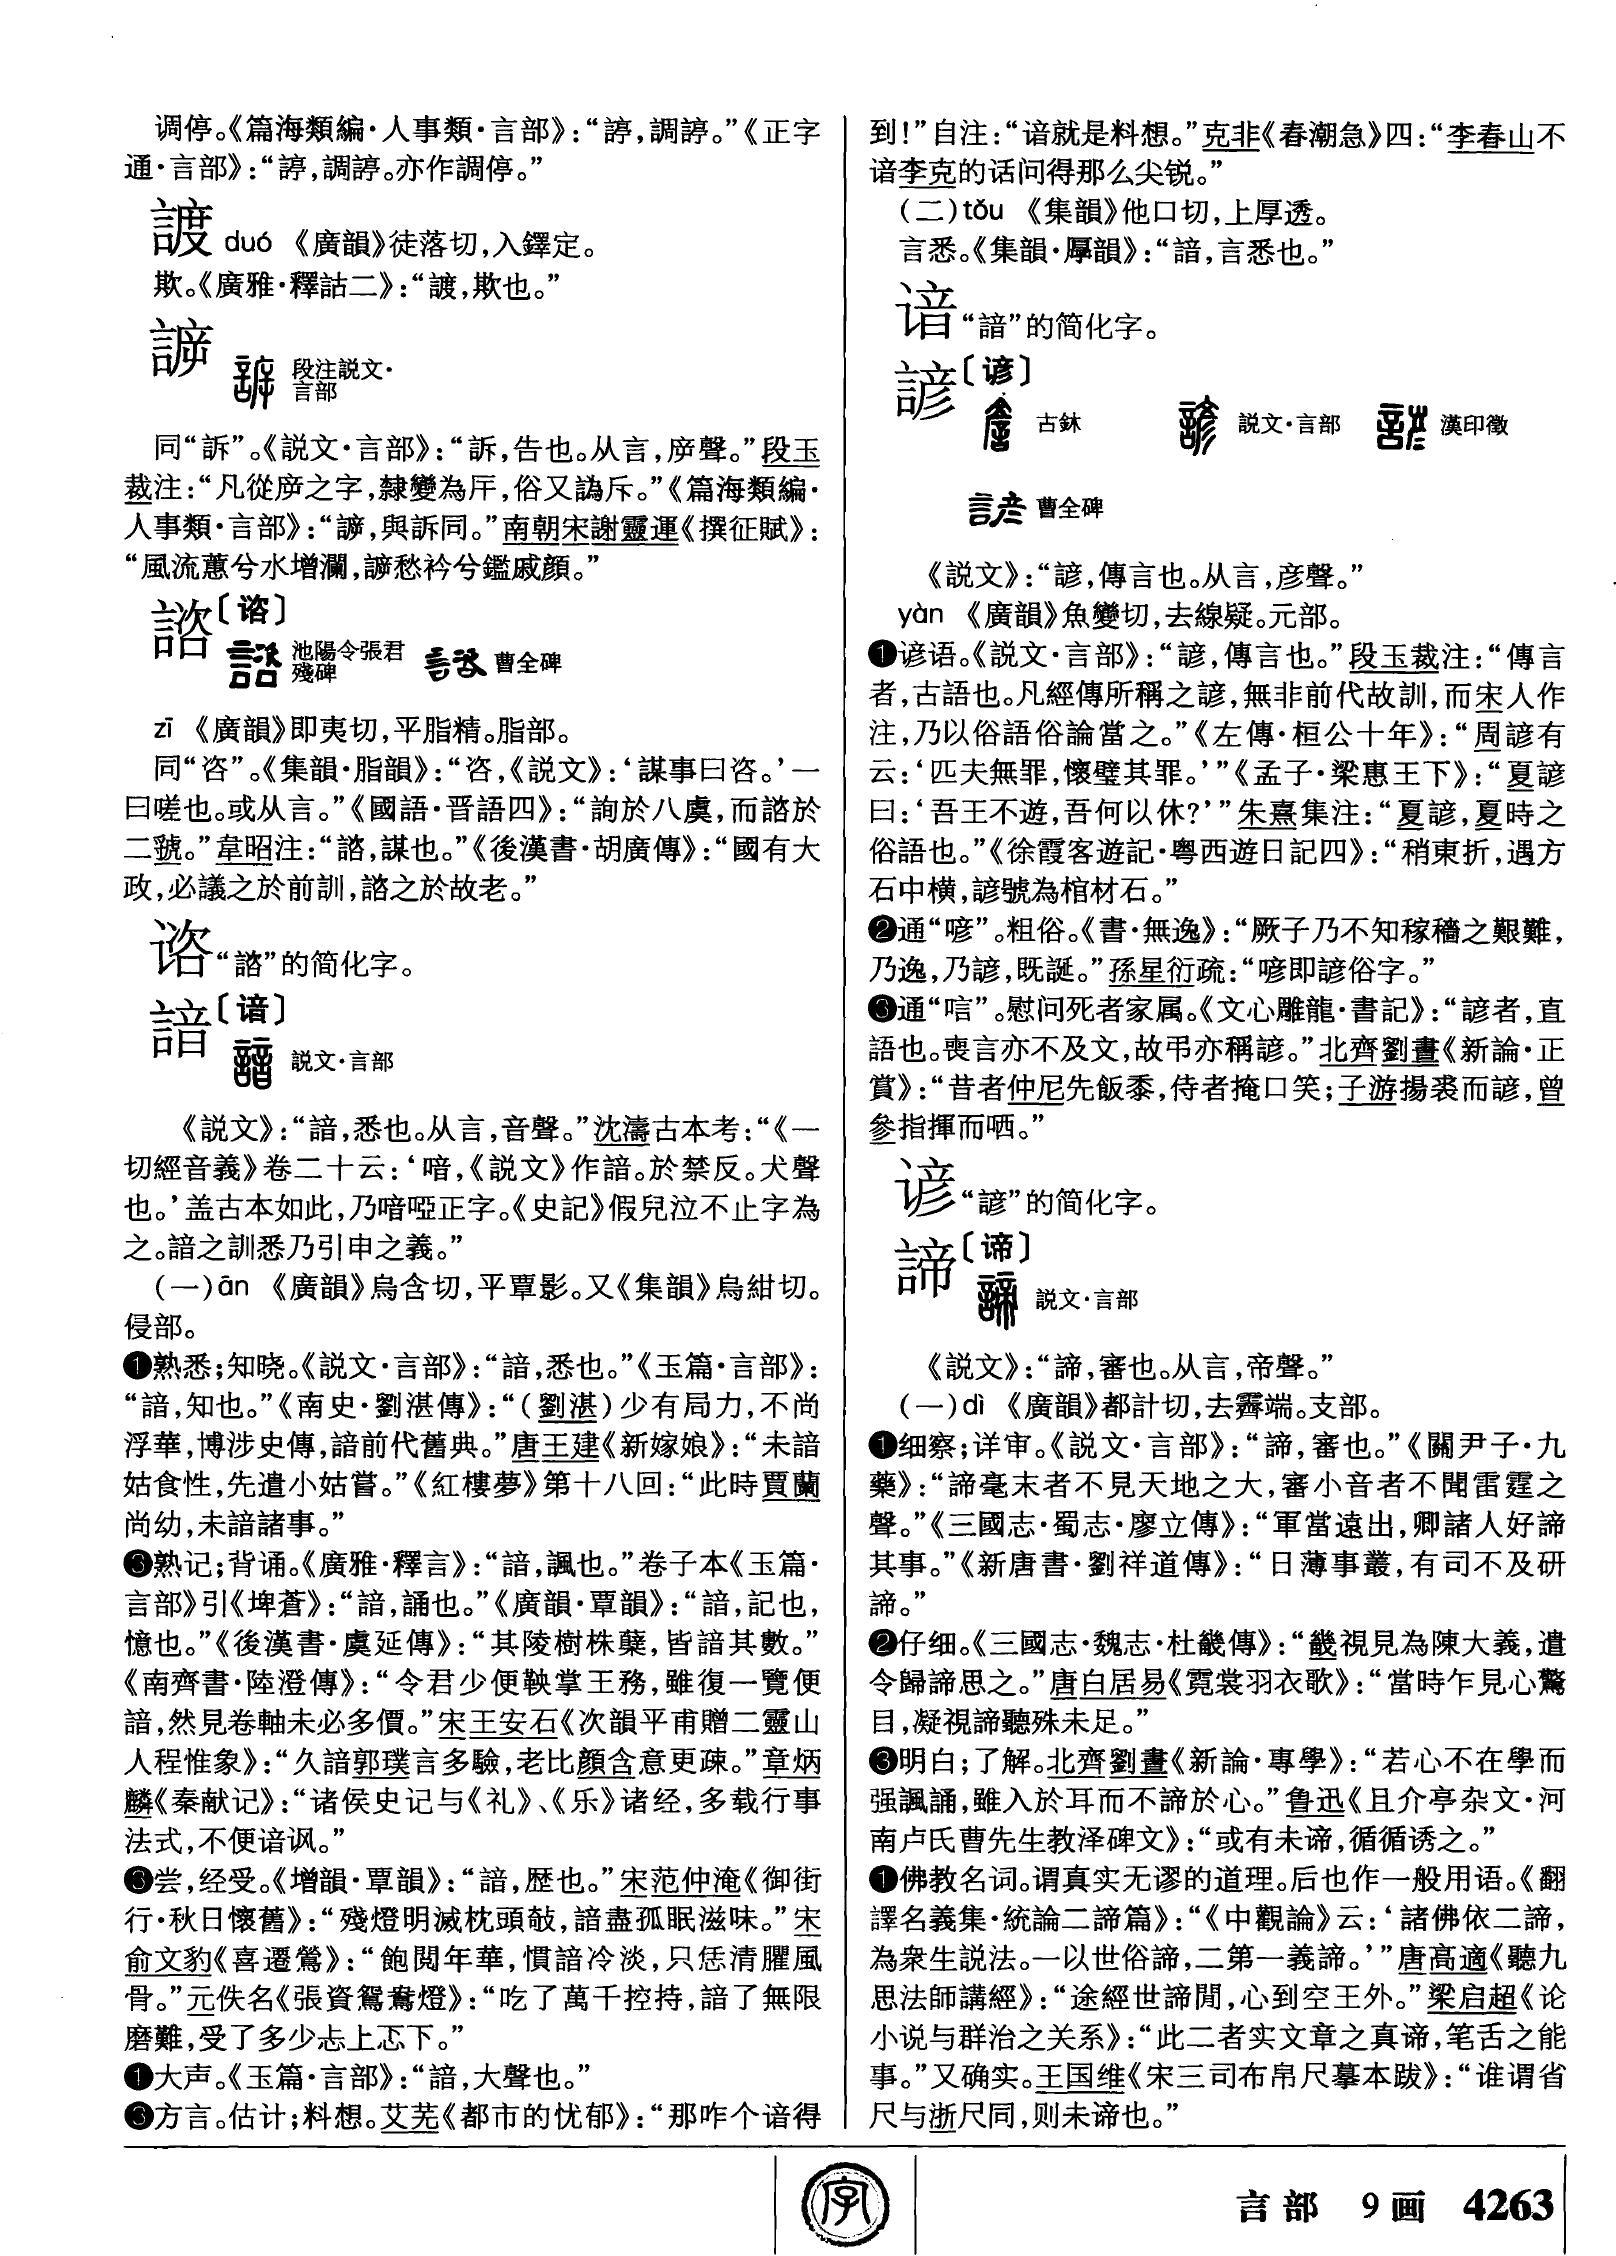 调停。《篇海類編·人事類·言部》：“諪，調諪。”《正字
通·言部》：“諪，調諪。亦作調停。”
䜬 duó 《廣韻》徒落切，入鐸定。
欺。《廣雅·釋詁二》：“䜬，欺也。”
諺
段注説文·
言部
同“訴”。《説文·言部》：“訴，告也。从言，㡿聲。”段玉
裁注：“凡從㡿之字，隸變為㡿，俗又譌斥。”《篇海類編·
人事類·言部》：“𧪜，與訴同。”南朝宋謝靈運《撰征賦》：
“風流蕙兮水增瀾，𧪜愁衿兮鑑戚顔。”
諮〔谘〕
池陽令張君
殘碑
曹全碑
zī 《廣韻》即夷切，平脂精。脂部。
同“咨”。《集韻·脂韻》：“咨，《説文》：‘謀事曰咨。’一
曰嗟也。或从言。”《國語·晋語四》：“詢於八虞，而諮於
二虢。”韋昭注：“諮，謀也。”《後漢書·胡廣傳》：“國有大
政，必議之於前訓，諮之於故老。”
谘“諮”的简化字。
諳〔谙〕
説文·言部
《説文》：“諳，悉也。从言，音聲。”沈濤古本考：“《一
切經音義》卷二十云：‘喑，《説文》作諳。於禁反。犬聲
也。’盖古本如此，乃喑啞正字。《史記》假兒泣不止字為
之。諳之訓悉乃引申之義。”
（一）ān 《廣韻》烏含切，平覃影。又《集韻》烏紺切。
侵部。
❶熟悉；知晓。《説文·言部》：“諳，悉也。”《玉篇·言部》：
“諳，知也。”《南史·劉湛傳》：“（劉湛）少有局力，不尚
浮華，博涉史傳，諳前代舊典。”唐王建《新嫁娘》：“未諳
姑食性，先遣小姑嘗。”《紅樓夢》第十八回：“此時賈蘭
尚幼，未諳諸事。”
❸熟记；背诵。《廣雅·釋言》：“諳，諷也。”卷子本《玉篇·
言部》引《埤蒼》：“諳，誦也。”《廣韻·覃韻》：“諳，記也，
憶也。”《後漢書·虞延傳》：“其陵樹株蘖，皆諳其數。”
《南齊書·陸澄傳》：“令君少便鞅掌王務，雖復一覽便
諳，然見卷軸未必多價。”宋王安石《次韻平甫贈二靈山
人程惟象》：“久諳郭璞言多驗，老比顔含意更疎。”章炳
麟《秦献记》：“诸侯史记与《礼》、《乐》诸经，多载行事
法式，不便谙讽。”
❸尝，经受。《增韻·覃韻》：“諳，歷也。”宋范仲淹《御街
行·秋日懷舊》：“殘燈明滅枕頭敧，諳盡孤眠滋味。”宋
俞文豹《喜遷鶯》：“飽閲年華，慣諳冷淡，只恁清臞風
骨。”元佚名《張資鴛鴦燈》：“吃了萬千控持，諳了無限
磨難，受了多少忐上忑下。”
❶大声。《玉篇·言部》：“諳，大聲也。”
❸方言。估计；料想。艾芜《都市的忧郁》：“那咋个谙得
到！”自注：“谙就是料想。”克非《春潮急》四：“李春山不
谙李克的话问得那么尖锐。”
（二）tǒu 《集韻》他口切，上厚透。
言悉。《集韻·厚韻》：“諳，言悉也。”
谙“諳”的简化字。
諺〔谚〕
古鉥
説文·言部
漢印徵
曹全碑
《説文》：“諺，傳言也。从言，彦聲。”
yàn 《廣韻》魚變切，去線疑。元部。
❶谚语。《説文·言部》：“諺，傳言也。”段玉裁注：“傳言
者，古語也。凡經傳所稱之諺，無非前代故訓，而宋人作
注，乃以俗語俗論當之。”《左傳·桓公十年》：“周諺有
云：‘匹夫無罪，懷璧其罪。’”《孟子·梁惠王下》：“夏諺
曰：‘吾王不遊，吾何以休？’”朱熹集注：“夏諺，夏時之
俗語也。”《徐霞客遊記·粤西遊日記四》：“稍東折，遇方
石中横，諺號為棺材石。”
❷通“喭”。粗俗。《書·無逸》：“厥子乃不知稼穡之艱難，
乃逸，乃諺，既誕。”孫星衍疏：“喭即諺俗字。”
❸通“唁”。慰问死者家属。《文心雕龍·書記》：“諺者，直
語也。喪言亦不及文，故弔亦稱諺。”北齊劉晝《新論·正
賞》：“昔者仲尼先飯黍，侍者掩口笑；子游揚裘而諺，曾
參指揮而哂。”
谚“諺”的简化字。
諦〔谛〕
説文·言部
《説文》：“諦，審也。从言，帝聲。”
（一）dì 《廣韻》都計切，去霽端。支部。
❶细察；详审。《説文·言部》：“諦，審也。”《關尹子·九
藥》：“諦毫末者不見天地之大，審小音者不聞雷霆之
聲。”《三國志·蜀志·廖立傳》：“軍當遠出，卿諸人好諦
其事。”《新唐書·劉祥道傳》：“日薄事叢，有司不及研
諦。”
❷仔细。《三國志·魏志·杜畿傳》：“畿視見為陳大義，遣
令歸諦思之。”唐白居易《霓裳羽衣歌》：“當時乍見心驚
目，凝視諦聽殊未足。”
❸明白；了解。北齊劉晝《新論·專學》：“若心不在學而
强諷誦，雖入於耳而不諦於心。”鲁迅《且介亭杂文·河
南卢氏曹先生教泽碑文》：“或有未谛，循循诱之。”
❶佛教名词。谓真实无谬的道理。后也作一般用语。《翻
譯名義集·統論二諦篇》：“《中觀論》云：‘諸佛依二諦，
為衆生説法。一以世俗諦，二第一義諦。’”唐高適《聽九
思法師講經》：“途經世諦閒，心到空王外。”梁启超《论
小说与群治之关系》：“此二者实文章之真谛，笔舌之能
事。”又确实。王国维《宋三司布帛尺摹本跋》：“谁谓省
尺与浙尺同，则未谛也。”
字
言部 9画 4263